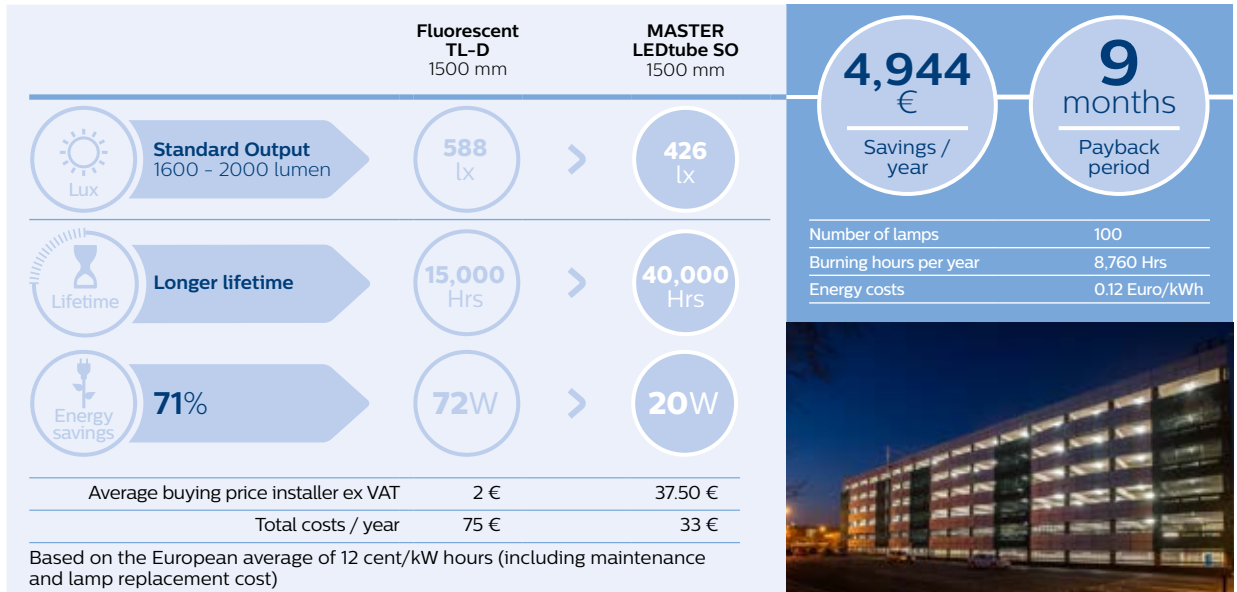 Fluorescent
TL-D
1500 mm
MASTER
LEDtube SO
1500 mm
Lux
Standard Output
1600 - 2000 lumen
588
lx
>
426
lx
Lifetime
Longer lifetime
15,000
Hrs
>
40,000
Hrs
Energy
savings
71%
72W
>
20W
Average buying price installer ex VAT 2 € 37.50 €
Total costs / year 75 € 33 €
Based on the European average of 12 cent/kW hours (including maintenance
and lamp replacement cost)
4,944
€
Savings /
year
9
months
Payback
period
Number of lamps 100
Burning hours per year 8,760 Hrs
Energy costs 0.12 Euro/kWh